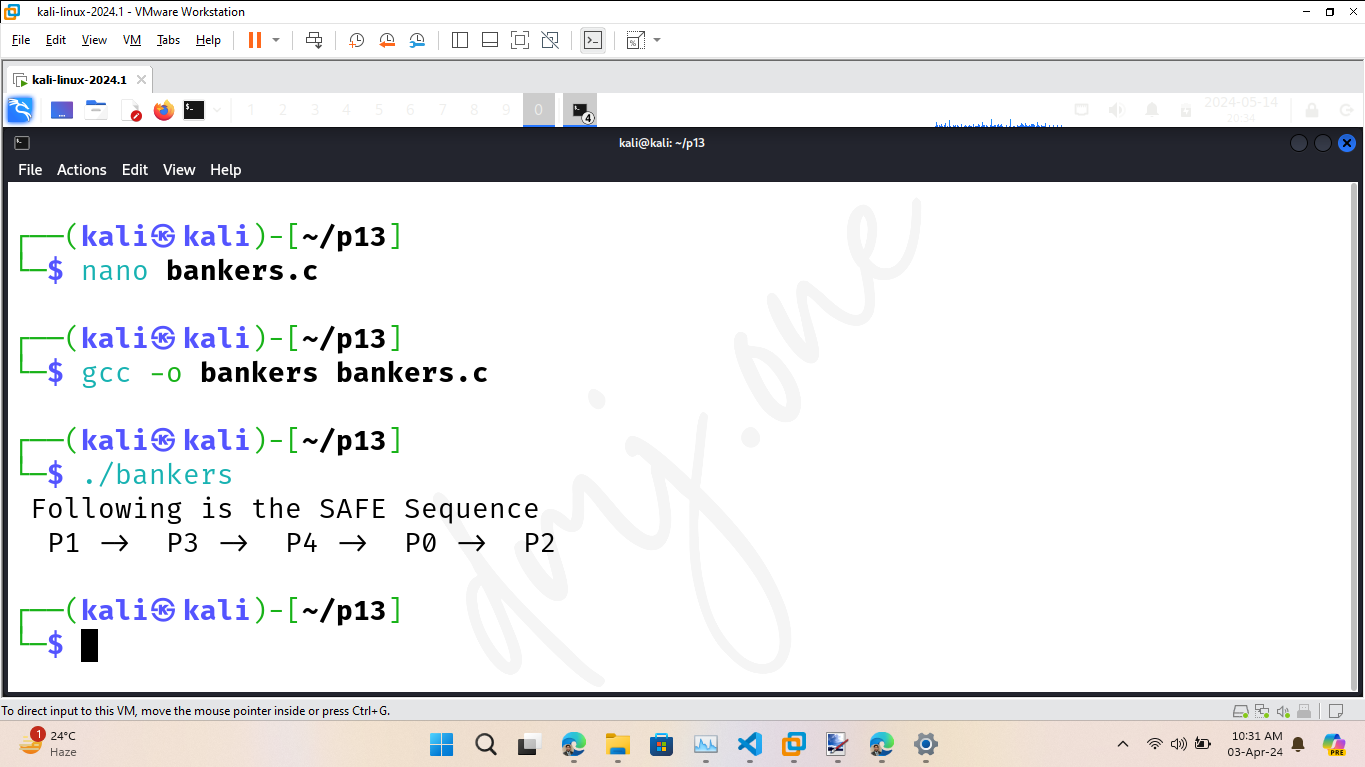 kali-linux-2024.1 - VMware Workstation
File Edit View VM Tabs Help
kali-linux-2024.1
1 2 3 4 5 6 7 8 9 0 4 2024-05-14
20:34
kali@kali: ~/p13
File Actions Edit View Help
┌──(kali㉿kali)-[~/p13]
└─$ nano bankers.c
┌──(kali㉿kali)-[~/p13]
└─$ gcc -o bankers bankers.c
┌──(kali㉿kali)-[~/p13]
└─$ ./bankers
Following is the SAFE Sequence
P1 -> P3 -> P4 -> P0 -> P2
┌──(kali㉿kali)-[~/p13]
└─$
dmj.one
To direct input to this VM, move the mouse pointer inside or press Ctrl+G.
1 24°C
Haze
10:31 AM
03-Apr-24
PRE